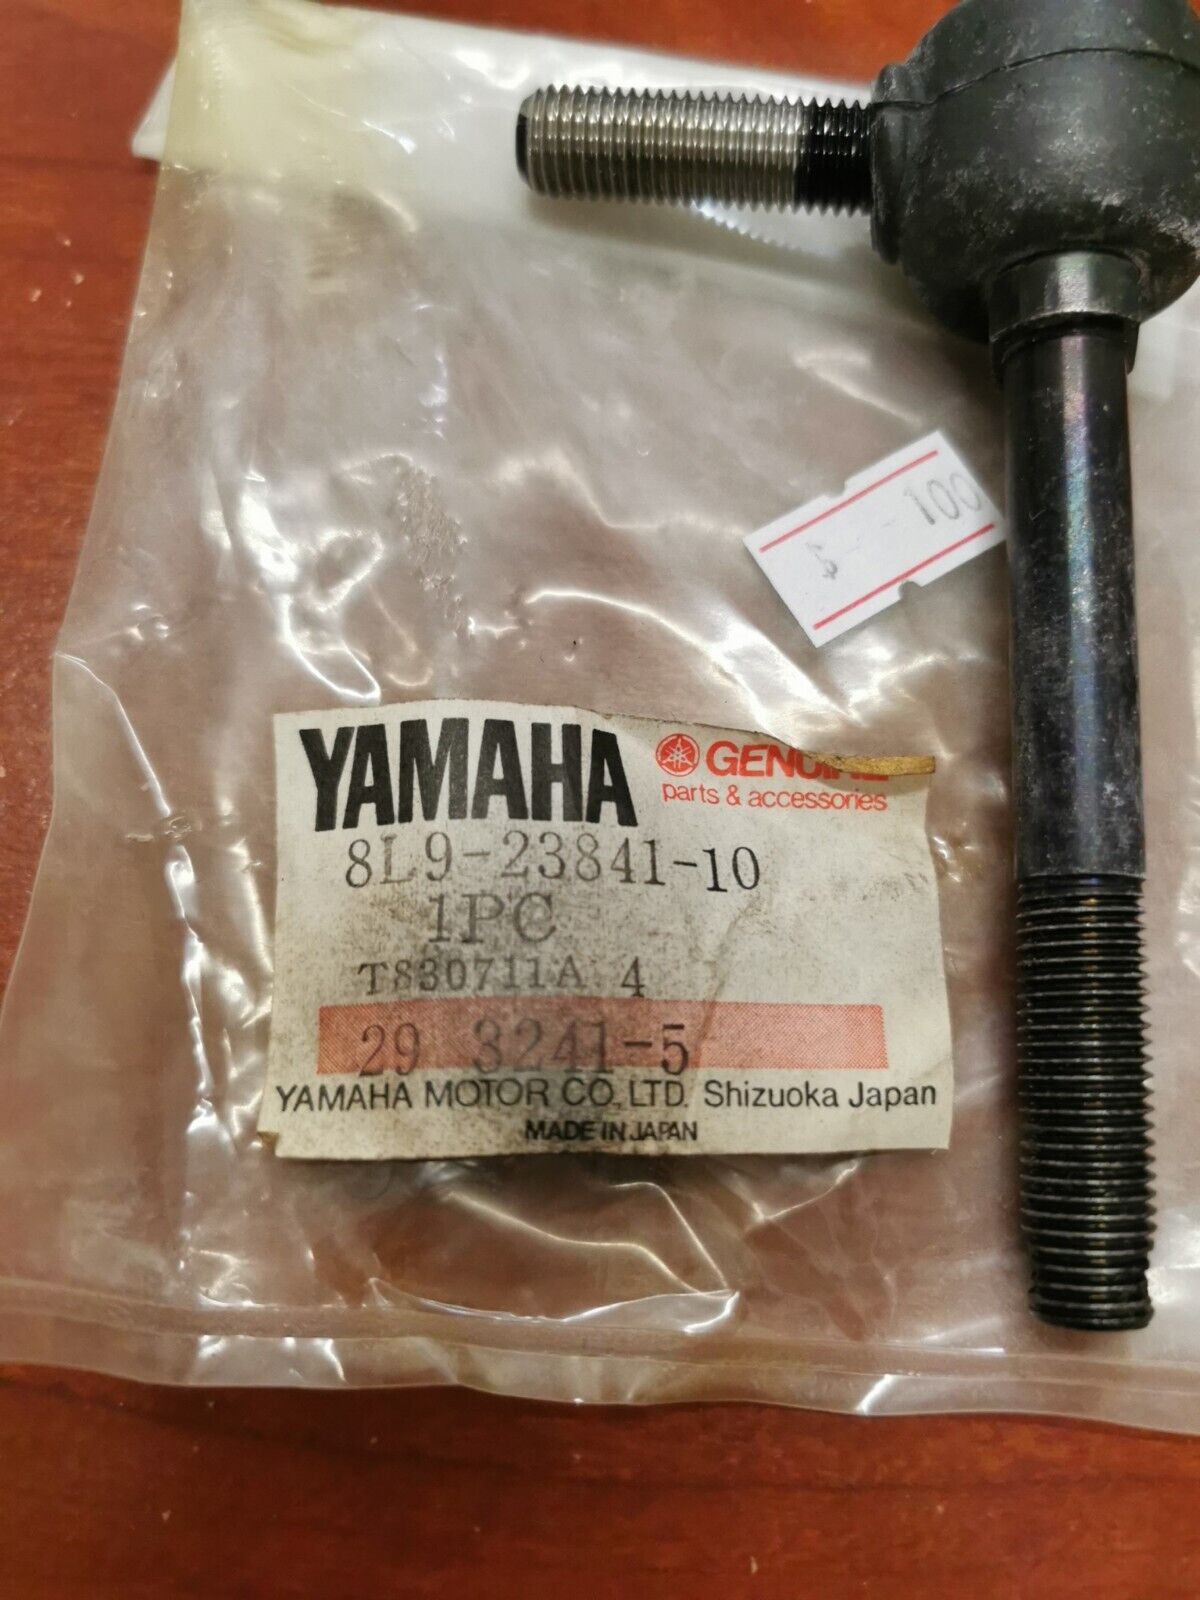 100
YAMAHA GENUINE
parts & accessories
8L9-23841-10
1PC
T830711A 4
29 3241-5
YAMAHA MOTOR CO., LTD. Shizuoka Japan
MADE IN JAPAN